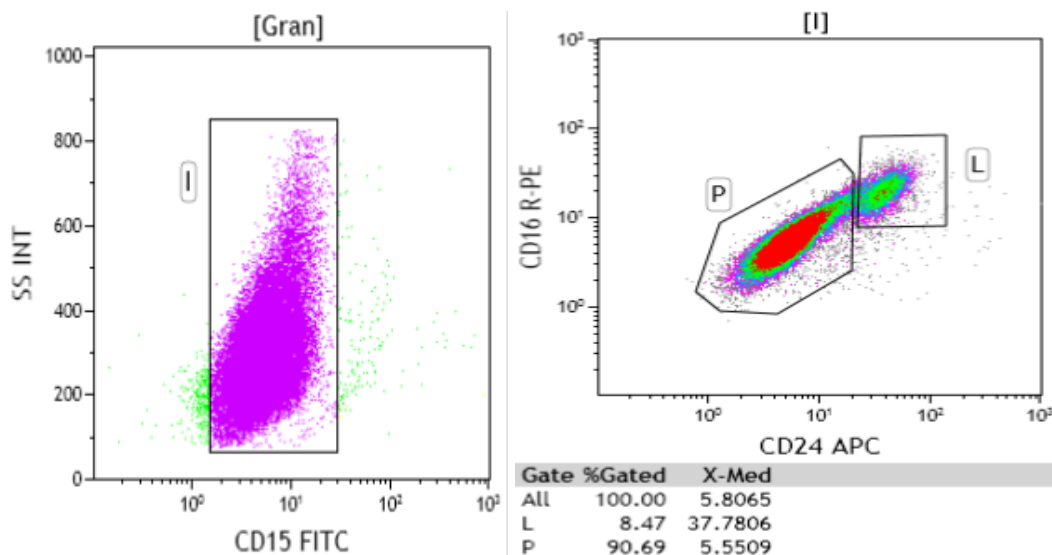 [Gran]
1000
800
600
400
200
0
SS INT
I
10⁰ 10¹ 10² 10³
CD15 FITC
[I]
10³
10²
10¹
10⁰
CD16 R-PE
P
L
10⁰ 10¹ 10² 10³
CD24 APC
Gate %Gated X-Med
All 100.00 5.8065
L 8.47 37.7806
P 90.69 5.5509